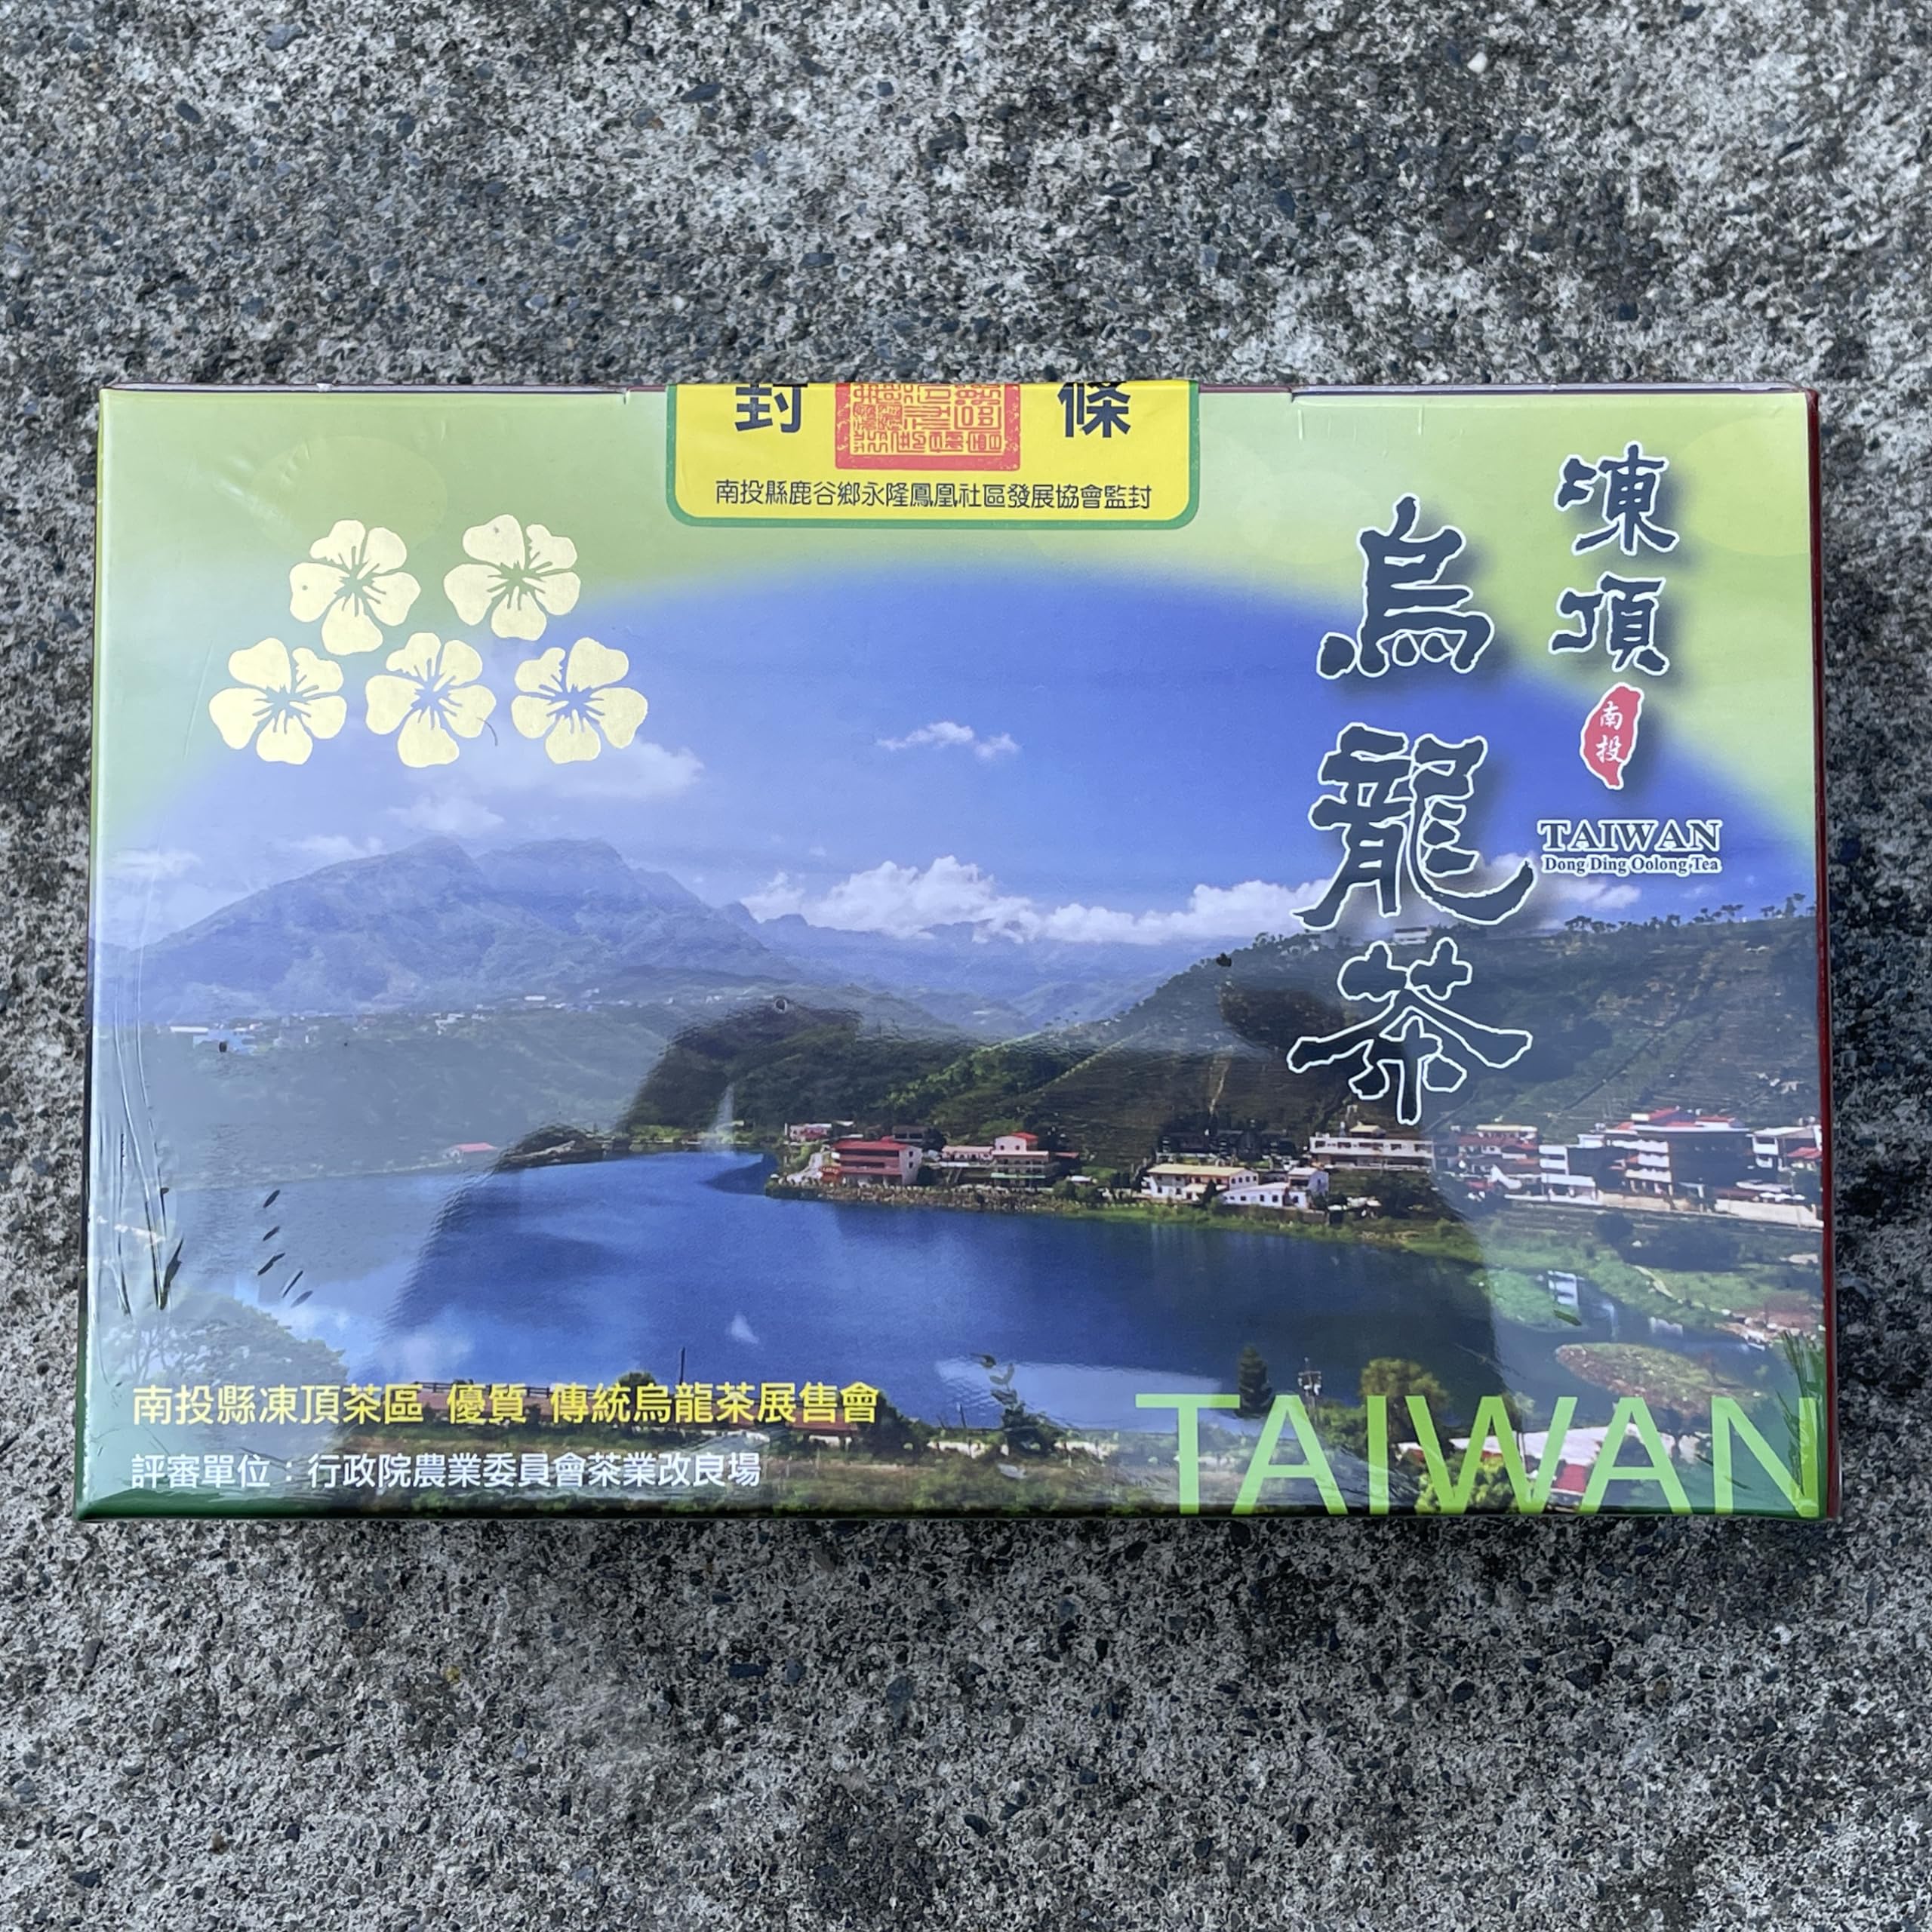 封 條
南投縣鹿谷鄉永隆鳳凰社區發展協會監封
凍頂
南投
TAIWAN
Dong Ding Oolong Tea
烏龍茶
南投縣凍頂茶區 優質 傳統烏龍茶展售會
評審單位：行政院農業委員會茶業改良場
TAIWAN